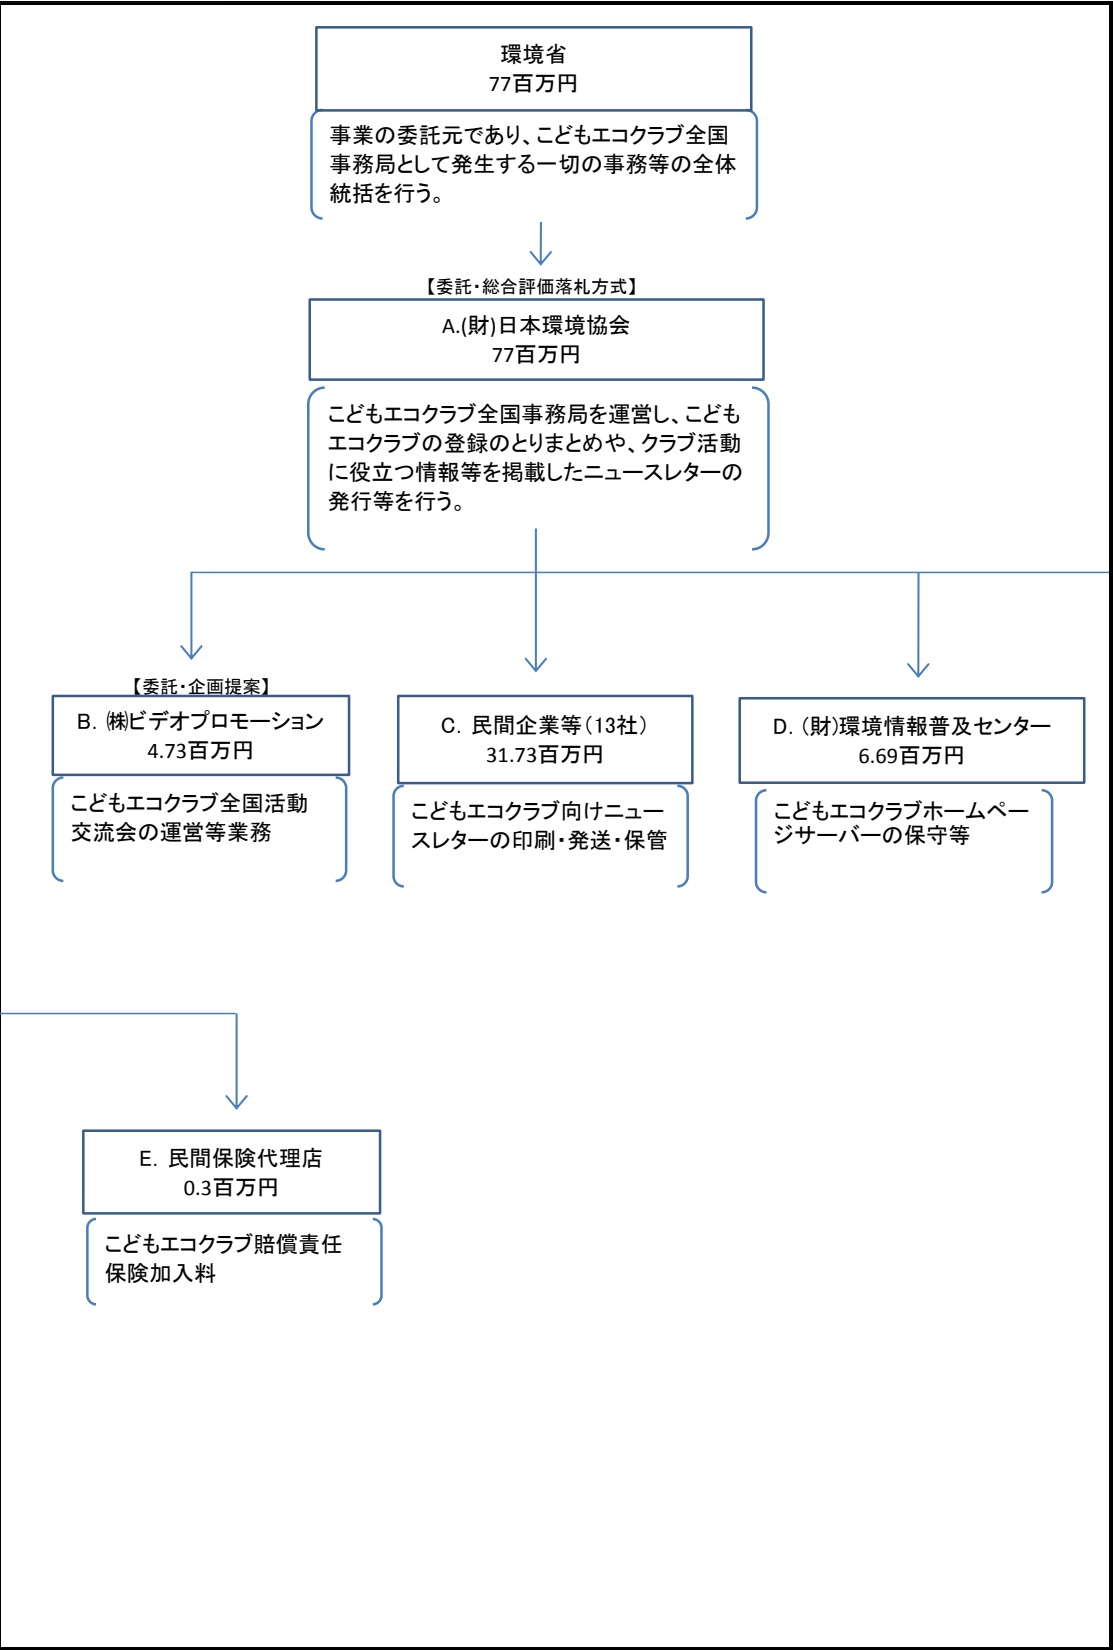 環境省
77百万円
事業の委託元であり、こどもエコクラブ全国
事務局として発生する一切の事務等の全体
統括を行う。
【委託・総合評価落札方式】
A.(財)日本環境協会
77百万円
こどもエコクラブ全国事務局を運営し、こども
エコクラブの登録のとりまとめや、クラブ活動
に役立つ情報等を掲載したニュースレターの
発行等を行う。
【委託・企画提案】
B. ㈱ビデオプロモーション
4.73百万円
こどもエコクラブ全国活動
交流会の運営等業務
C. 民間企業等(13社)
31.73百万円
こどもエコクラブ向けニュー
スレターの印刷・発送・保管
D. (財)環境情報普及センター
6.69百万円
こどもエコクラブホームペー
ジサーバーの保守等
E. 民間保険代理店
0.3百万円
こどもエコクラブ賠償責任
保険加入料